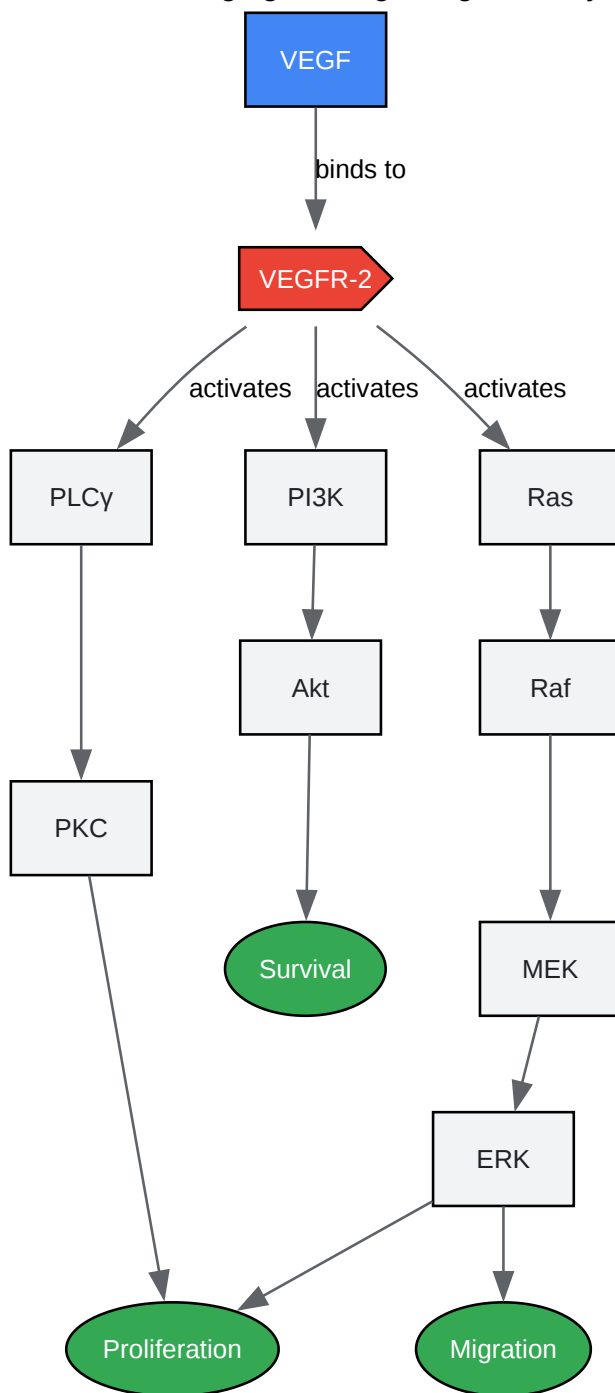 VEGF
binds to
VEGFR-2
activates activates activates
PLCγ PI3K Ras
Akt Raf
PKC
Survival MEK
ERK
Proliferation Migration